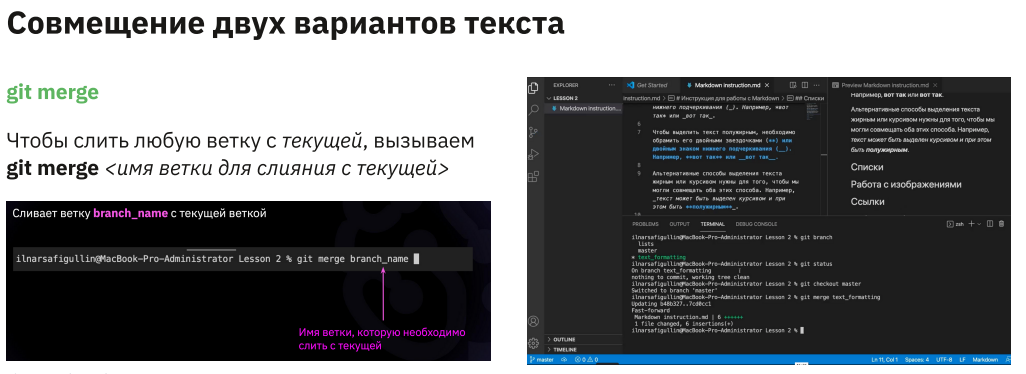 Совмещение двух вариантов текста
git merge
Чтобы слить любую ветку с текущей, вызываем
git merge <имя ветки для слияния с текущей>
Сливает ветку branch_name с текущей веткой
ilnarsafigullin@MacBook-Pro-Administrator Lesson 2 % git merge branch_name
Имя ветки, которую необходимо
слить с текущей
EXPLORER
LESSON 2
Markdown instruction...
OUTLINE
TIMELINE
Get Started
Markdown instruction.md
instruction.md > # Инструкция для работы с Markdown > ## Списки
нижнего подчеркивания (_). Например, *вот
так* или _вот так_.
6
7 Чтобы выделить текст полужирным, необходимо
обрамить его двойными звездочками (**) или
двойным знаком нижнего подчеркивания (__).
Например, **вот так** или __вот так__.
8
9 Альтернативные способы выделения текста
жирным или курсивом нужны для того, чтобы мы
могли совмещать оба этих способа. Например,
_текст может быть выделен курсивом и при
этом быть **полужирным**_.
10
Preview Markdown instruction.md
Например, вот так или вот так.
Альтернативные способы выделения текста
жирным или курсивом нужны для того, чтобы мы
могли совмещать оба этих способа. Например,
текст может быть выделен курсивом и при этом
быть полужирным.
Списки
Работа с изображениями
Ссылки
PROBLEMS OUTPUT TERMINAL DEBUG CONSOLE
zsh
ilnarsafigullin@MacBook-Pro-Administrator Lesson 2 % git branch
lists
master
* text_formatting
ilnarsafigullin@MacBook-Pro-Administrator Lesson 2 % git status
On branch text_formatting
nothing to commit, working tree clean
ilnarsafigullin@MacBook-Pro-Administrator Lesson 2 % git checkout master
Switched to branch 'master'
ilnarsafigullin@MacBook-Pro-Administrator Lesson 2 % git merge text_formatting
Updating b48b327..7cd0cc1
Fast-forward
Markdown instruction.md | 6 ++++++
1 file changed, 6 insertions(+)
ilnarsafigullin@MacBook-Pro-Administrator Lesson 2 %
master 0 0
Ln 11, Col 1 Spaces: 4 UTF-8 LF Markdown